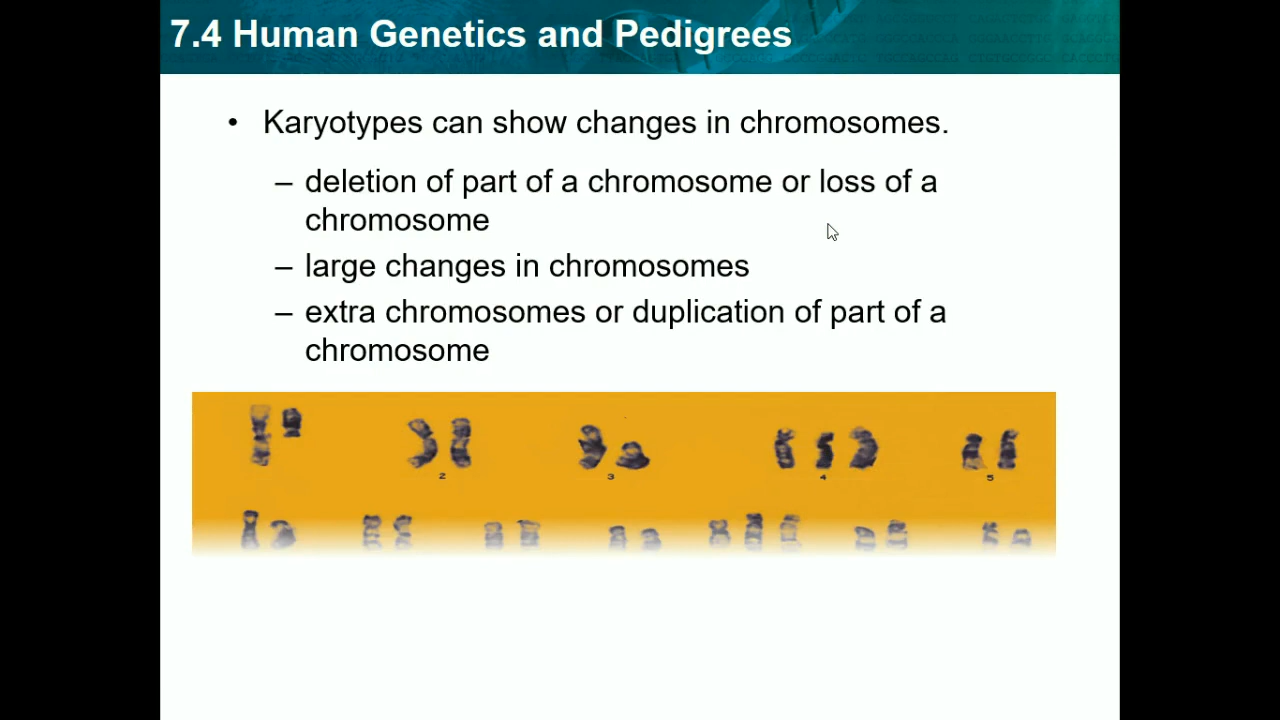 7.4 Human Genetics and Pedigrees
• Karyotypes can show changes in chromosomes.
– deletion of part of a chromosome or loss of a
chromosome
– large changes in chromosomes
– extra chromosomes or duplication of part of a
chromosome
2 3 4 5